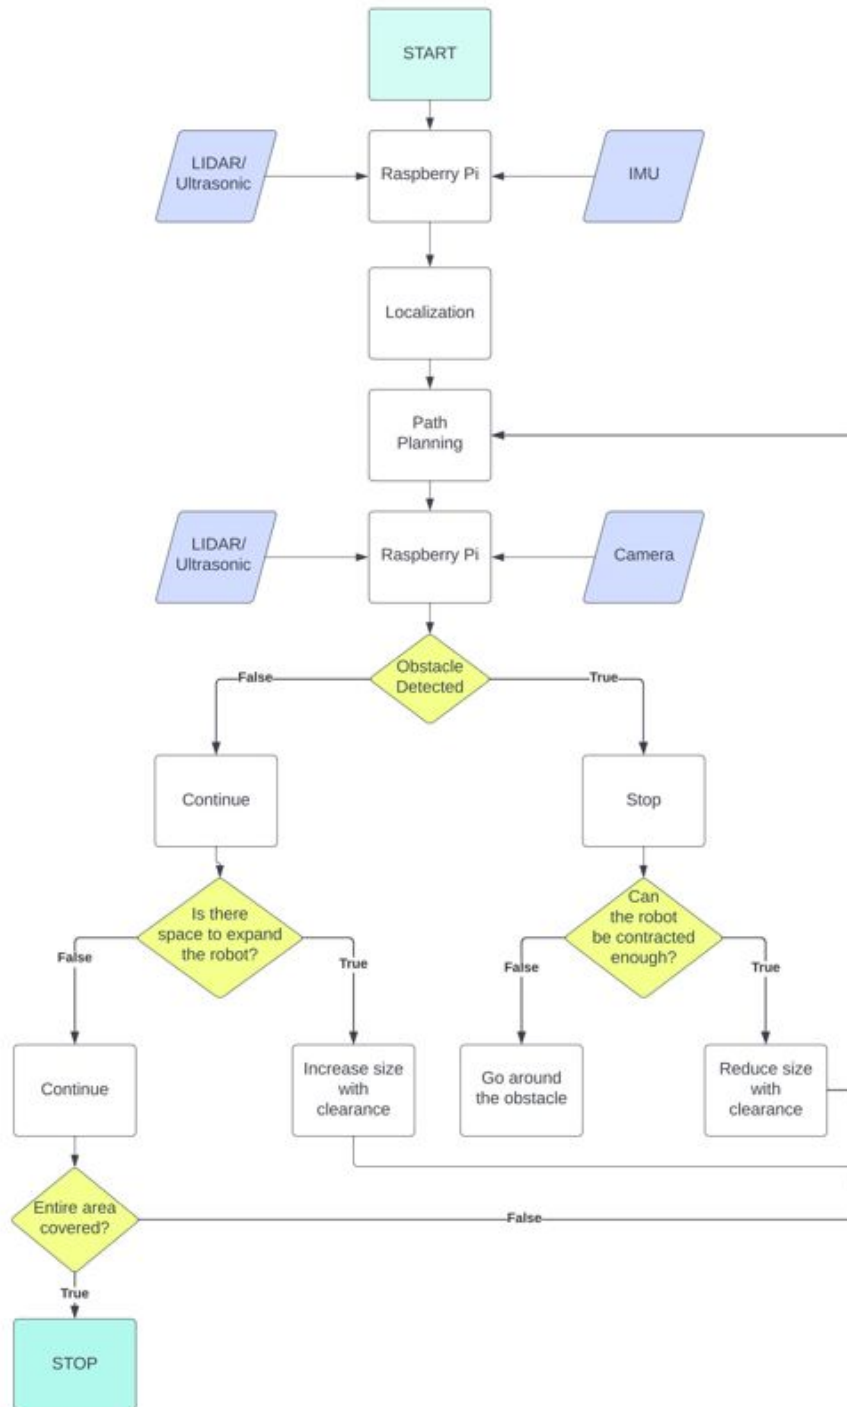 START
LIDAR/
Ultrasonic
Raspberry Pi
IMU
Localization
Path
Planning
LIDAR/
Ultrasonic
Raspberry Pi
Camera
Obstacle
Detected
False
True
Continue
Stop
Is there
space to expand
the robot?
Can
the robot
be contracted
enough?
False
True
False
True
Continue
Increase size
with
clearance
Go around
the obstacle
Reduce size
with
clearance
Entire area
covered?
False
True
STOP